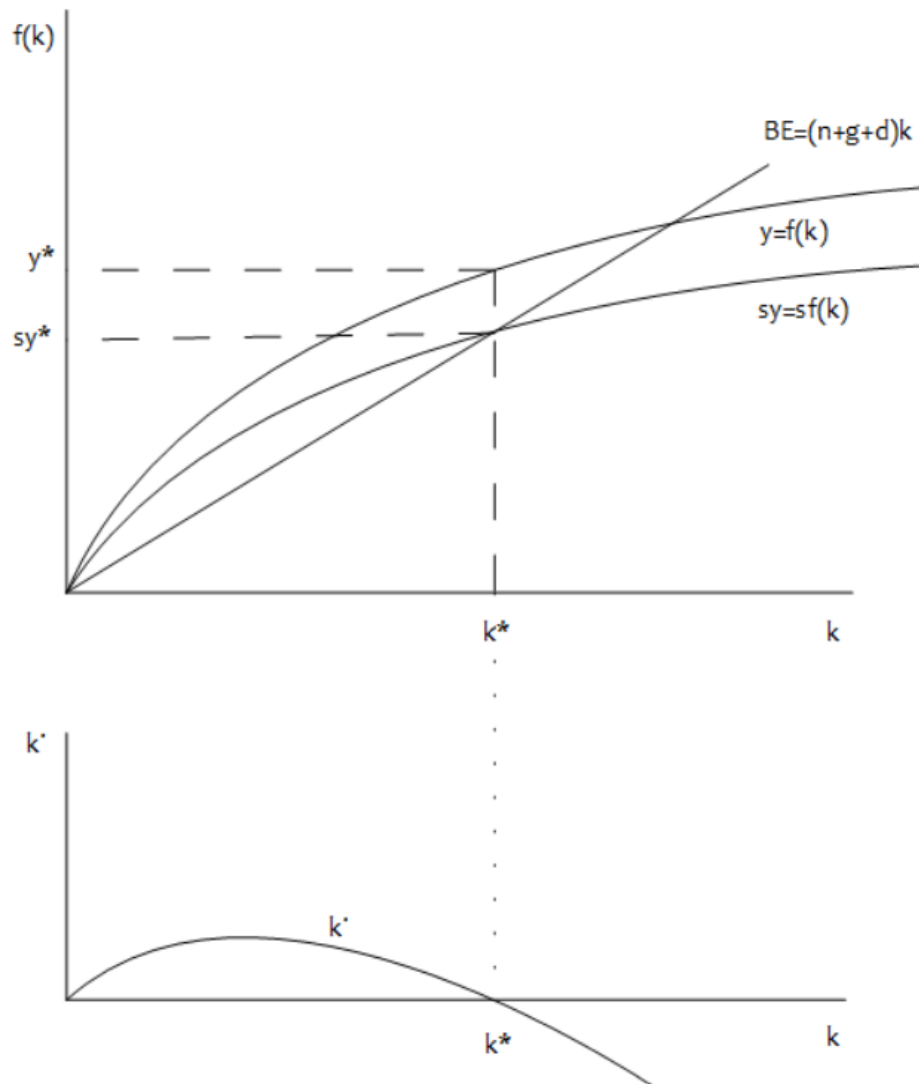 f(k)
BE=(n+g+d)k
y=f(k)
y*
sy=sf(k)
sy*
k*
k
k˙
k˙
k*
k